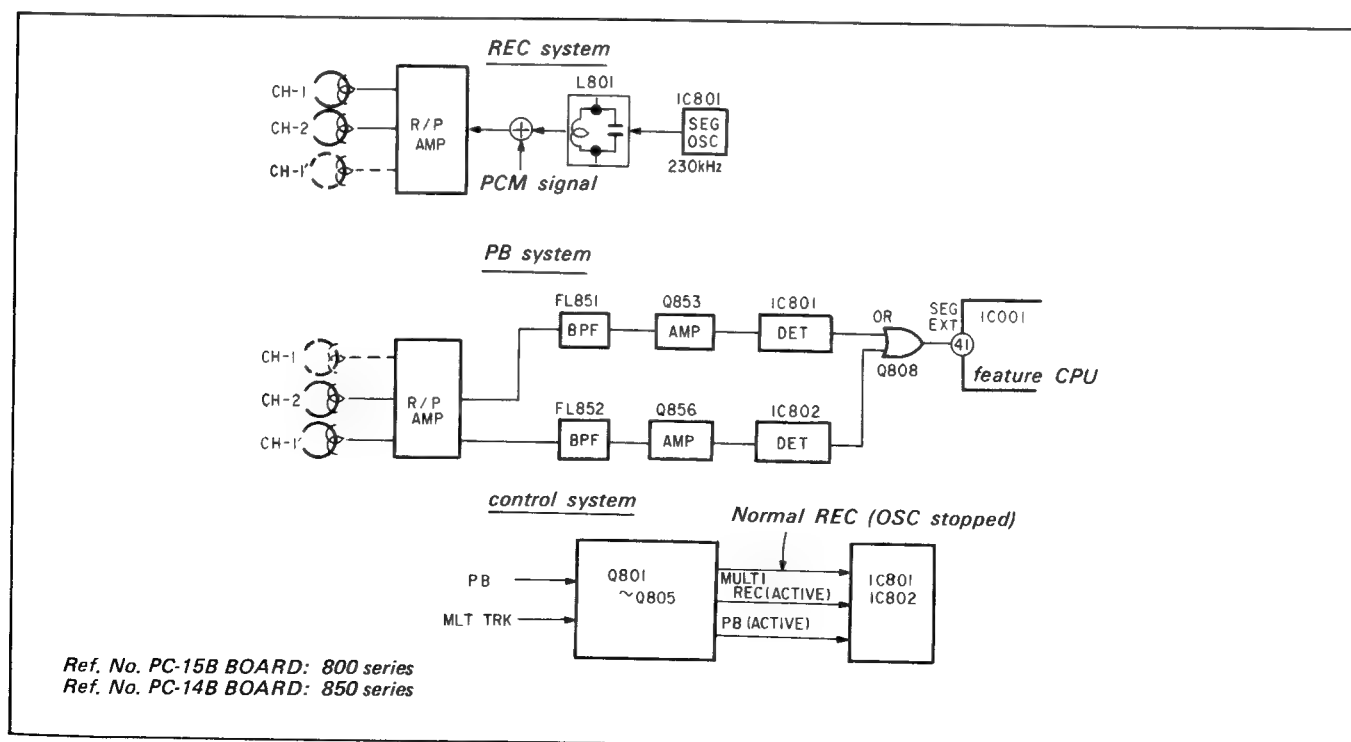 REC system
L801
IC801
CH-1
CH-2
CH-1'
R/P
AMP
SEG
OSC
230kHz
PCM signal
PB system
FL851
Q853
IC801
OR
SEG
EXT
IC001
BPF
AMP
DET
41
Q808
feature CPU
CH-1
CH-2
CH-1'
R/P
AMP
FL852
Q856
IC802
BPF
AMP
DET
control system
Normal REC (OSC stopped)
PB
MLT TRK
Q801
~Q805
MULTI
REC(ACTIVE)
PB(ACTIVE)
IC801
IC802
Ref. No. PC-15B BOARD: 800 series
Ref. No. PC-14B BOARD: 850 series